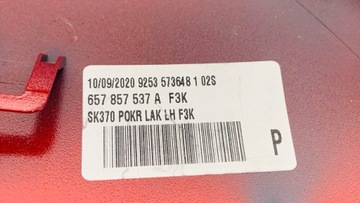 10/09/2020 9253 573648 1 02S
657 857 537 A F3K
SK370 POKR LAK LH F3K
P